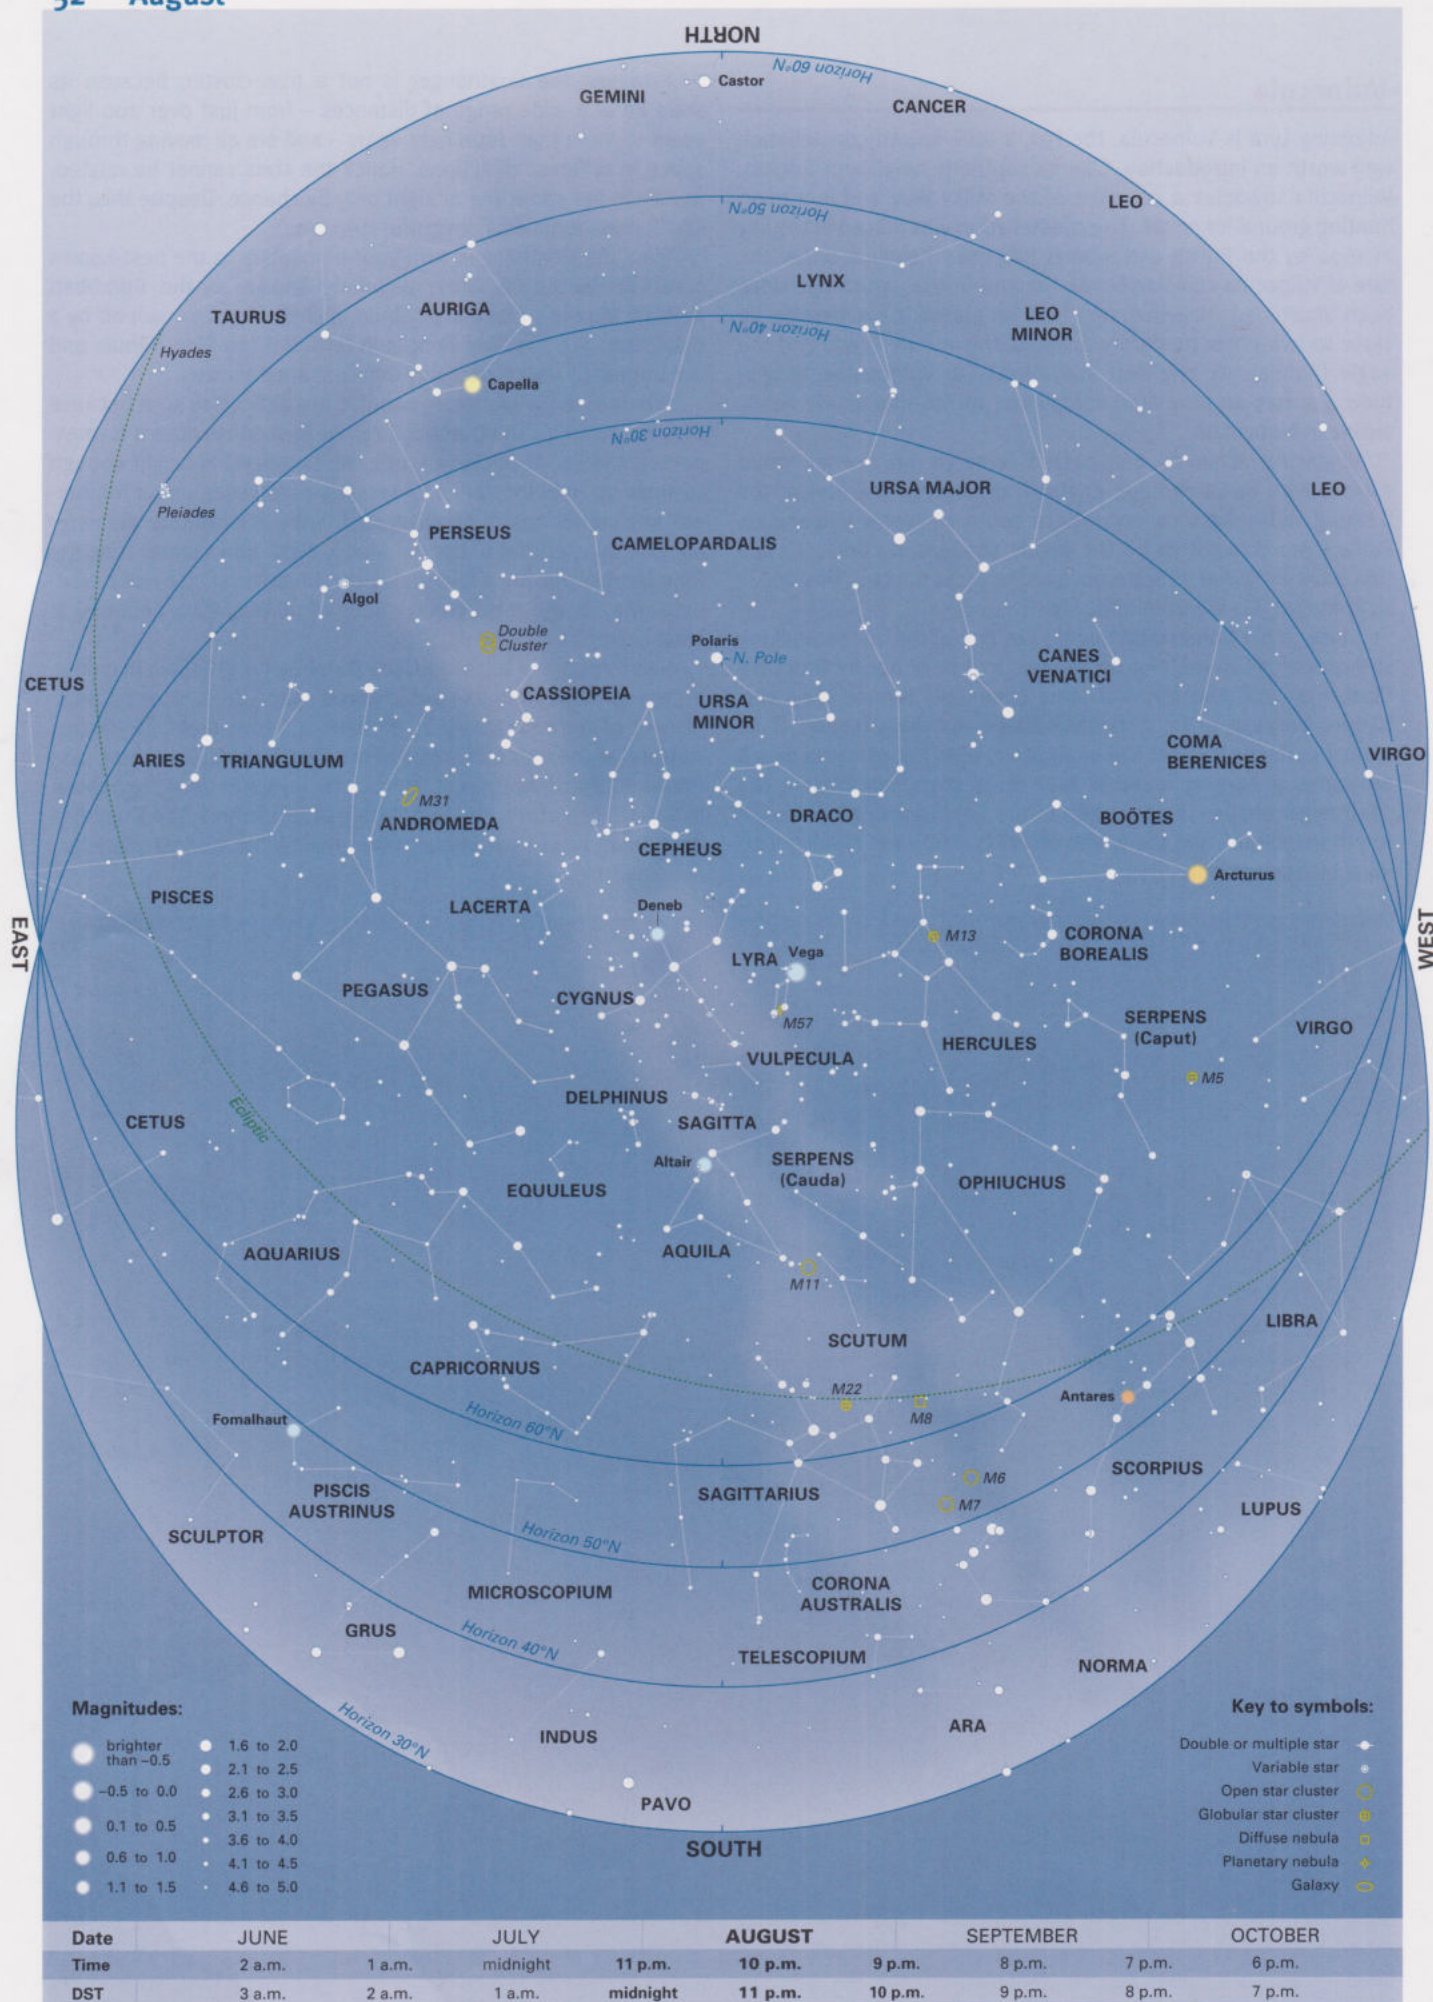 52 August
NORTH
Horizon 60°N
Castor
GEMINI
CANCER
LEO
Horizon 50°N
LYNX
AURIGA
TAURUS
LEO
MINOR
Horizon 40°N
Hyades
Capella
Horizon 30°N
URSA MAJOR
LEO
Pleiades
PERSEUS
CAMELOPARDALIS
Algol
Double
Cluster
Polaris
N. Pole
CANES
VENATICI
CETUS
CASSIOPEIA
URSA
MINOR
COMA
BERENICES
VIRGO
ARIES
TRIANGULUM
M31
ANDROMEDA
DRACO
BOÖTES
CEPHEUS
Arcturus
PISCES
LACERTA
Deneb
EAST
WEST
M13
CORONA
BOREALIS
LYRA
Vega
PEGASUS
CYGNUS
M57
SERPENS
(Caput)
VIRGO
HERCULES
VULPECULA
M5
DELPHINUS
CETUS
Ecliptic
SAGITTA
Altair
SERPENS
(Cauda)
EQUULEUS
OPHIUCHUS
AQUARIUS
AQUILA
M11
LIBRA
SCUTUM
CAPRICORNUS
M22
M8
Antares
Fomalhaut
Horizon 60°N
SCORPIUS
M6
PISCIS
AUSTRINUS
SAGITTARIUS
M7
LUPUS
SCULPTOR
Horizon 50°N
MICROSCOPIUM
CORONA
AUSTRALIS
GRUS
Horizon 40°N
TELESCOPIUM
NORMA
Horizon 30°N
INDUS
ARA
PAVO
SOUTH
Magnitudes:
brighter
than –0.5
–0.5 to 0.0
0.1 to 0.5
0.6 to 1.0
1.1 to 1.5
1.6 to 2.0
2.1 to 2.5
2.6 to 3.0
3.1 to 3.5
3.6 to 4.0
4.1 to 4.5
4.6 to 5.0
Key to symbols:
Double or multiple star
Variable star
Open star cluster
Globular star cluster
Diffuse nebula
Planetary nebula
Galaxy
Date JUNE JULY AUGUST SEPTEMBER OCTOBER
Time 2 a.m. 1 a.m. midnight 11 p.m. 10 p.m. 9 p.m. 8 p.m. 7 p.m. 6 p.m.
DST 3 a.m. 2 a.m. 1 a.m. midnight 11 p.m. 10 p.m. 9 p.m. 8 p.m. 7 p.m.